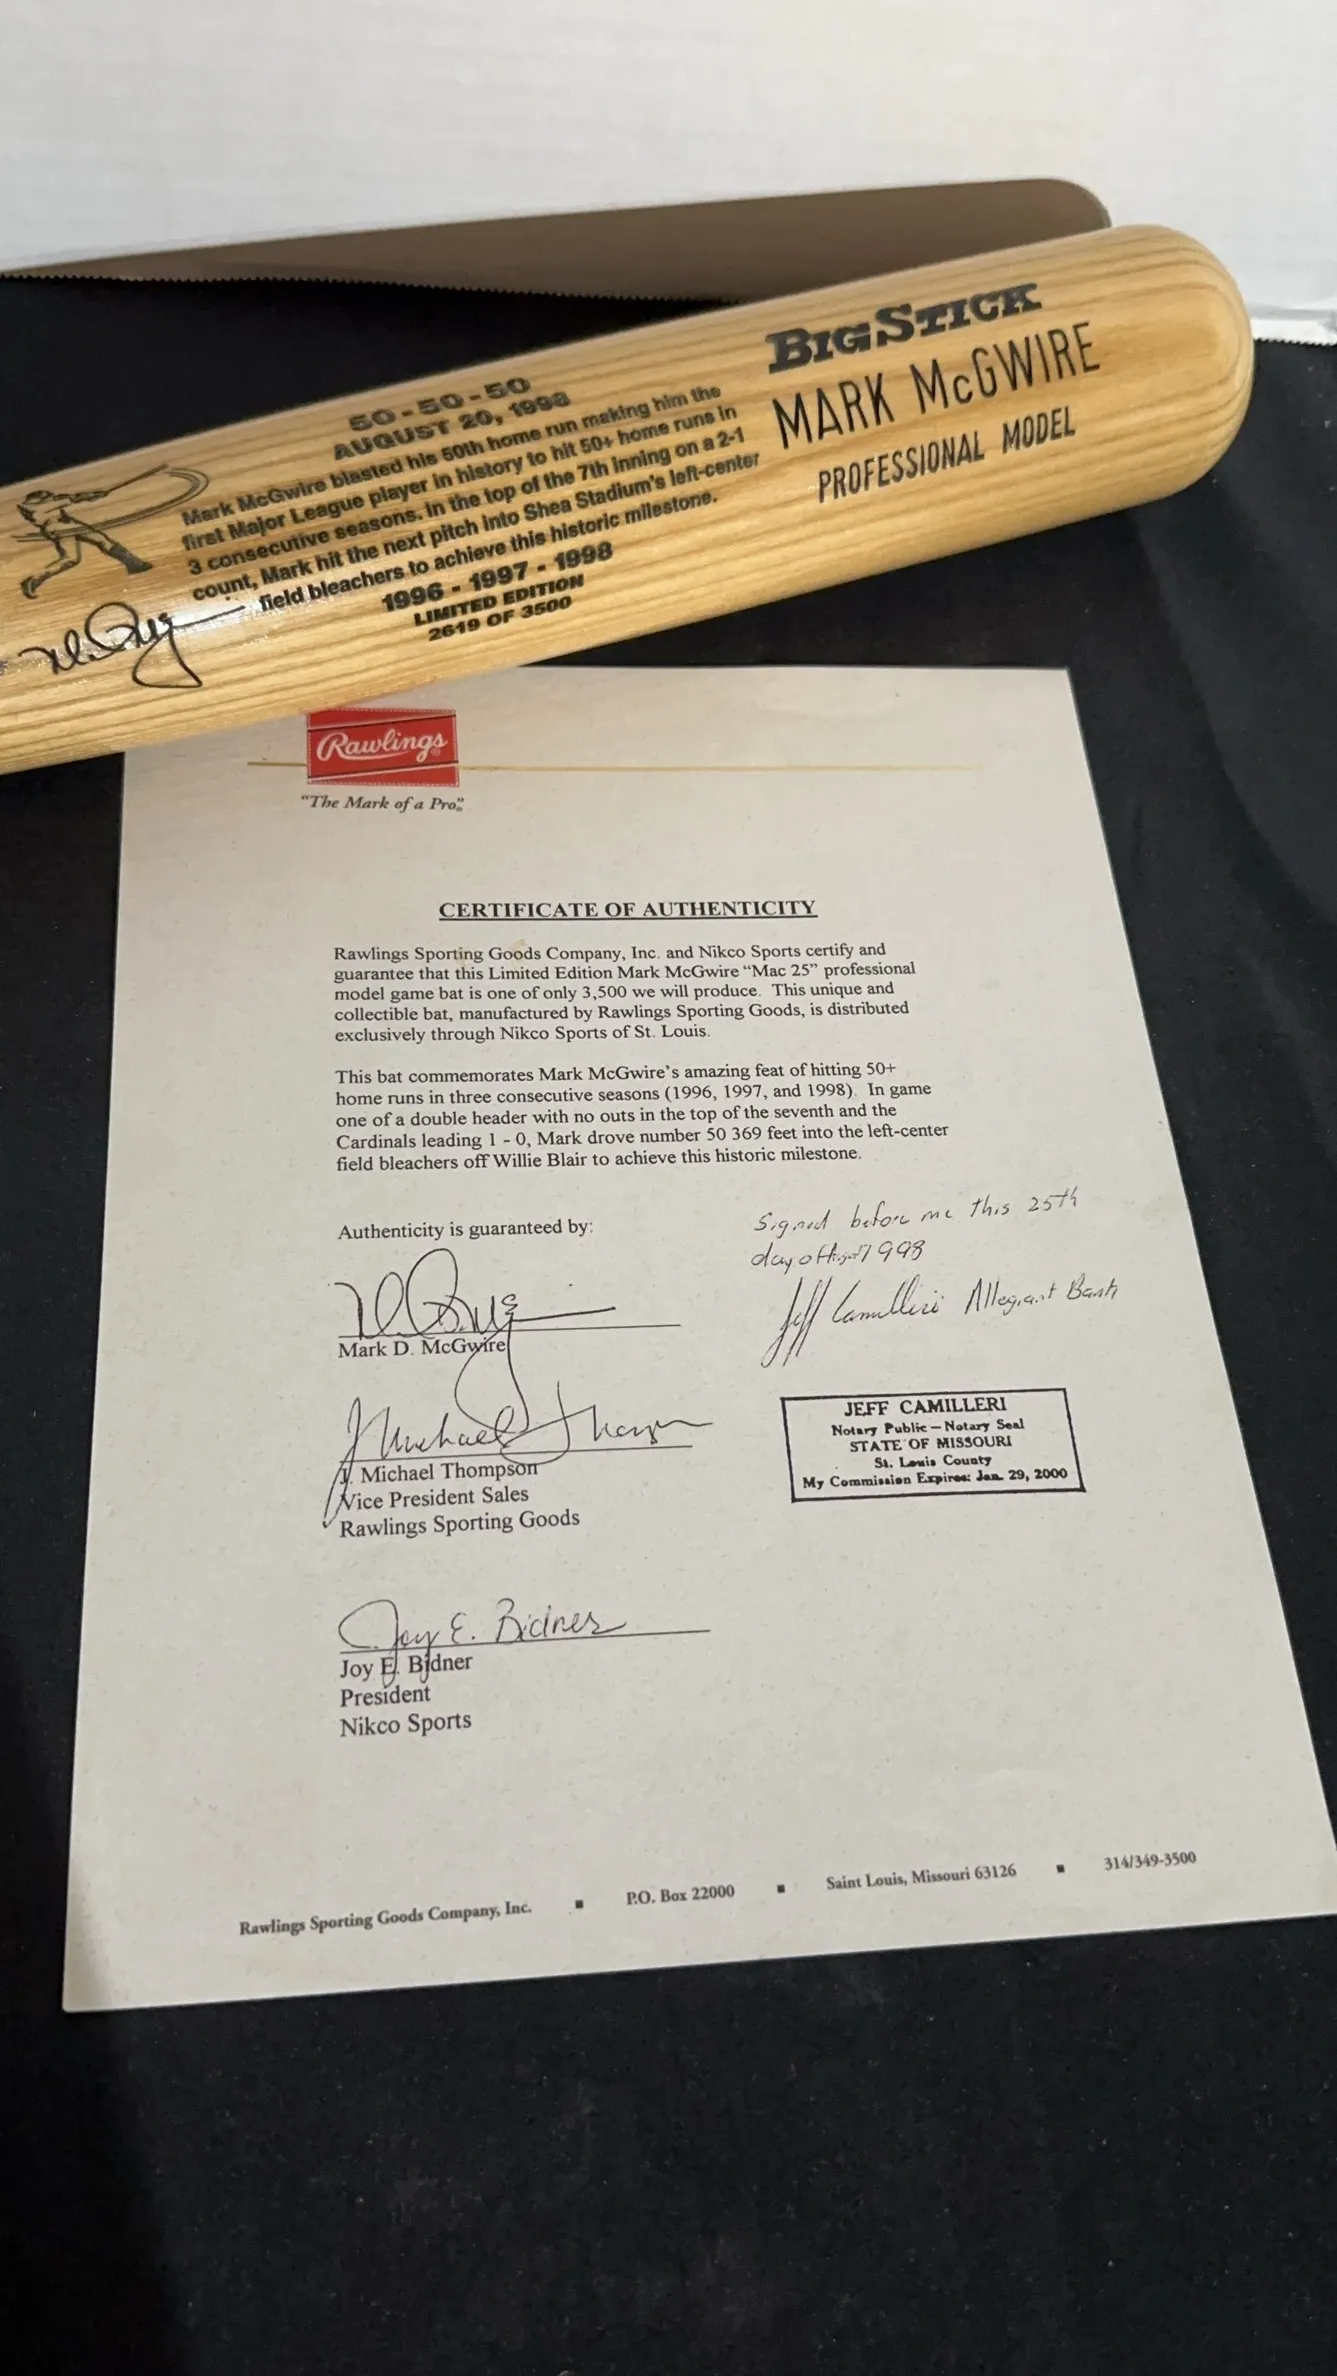 BIGSTICK
MARK McGWIRE
PROFESSIONAL MODEL
50-50-50
AUGUST 20, 1998
Mark McGwire blasted his 50th home run making him the
first Major League player in history to hit 50+ home runs in
3 consecutive seasons. In the top of the 7th inning on a 2-1
count, Mark hit the next pitch into Shea Stadium's left-center
field bleachers to achieve this historic milestone.
1996 - 1997 - 1998
LIMITED EDITION
2619 OF 3500
Rawlings
"The Mark of a Pro"®
CERTIFICATE OF AUTHENTICITY
Rawlings Sporting Goods Company, Inc. and Nikco Sports certify and
guarantee that this Limited Edition Mark McGwire “Mac 25” professional
model game bat is one of only 3,500 we will produce. This unique and
collectible bat, manufactured by Rawlings Sporting Goods, is distributed
exclusively through Nikco Sports of St. Louis.
This bat commemorates Mark McGwire’s amazing feat of hitting 50+
home runs in three consecutive seasons (1996, 1997, and 1998). In game
one of a double header with no outs in the top of the seventh and the
Cardinals leading 1 - 0, Mark drove number 50 369 feet into the left-center
field bleachers off Willie Blair to achieve this historic milestone.
Authenticity is guaranteed by:
Signed before me this 25th
day of August 1998
Jeff Camilleri Allegiant Bank
Mark D. McGwire
J Michael Thompson
J. Michael Thompson
Vice President Sales
Rawlings Sporting Goods
JEFF CAMILLERI
Notary Public – Notary Seal
STATE OF MISSOURI
St. Louis County
My Commission Expires: Jan. 29, 2000
Joy E. Bidner
Joy E. Bidner
President
Nikco Sports
Rawlings Sporting Goods Company, Inc. ■ P.O. Box 22000 ■ Saint Louis, Missouri 63126 ■ 314/349-3500